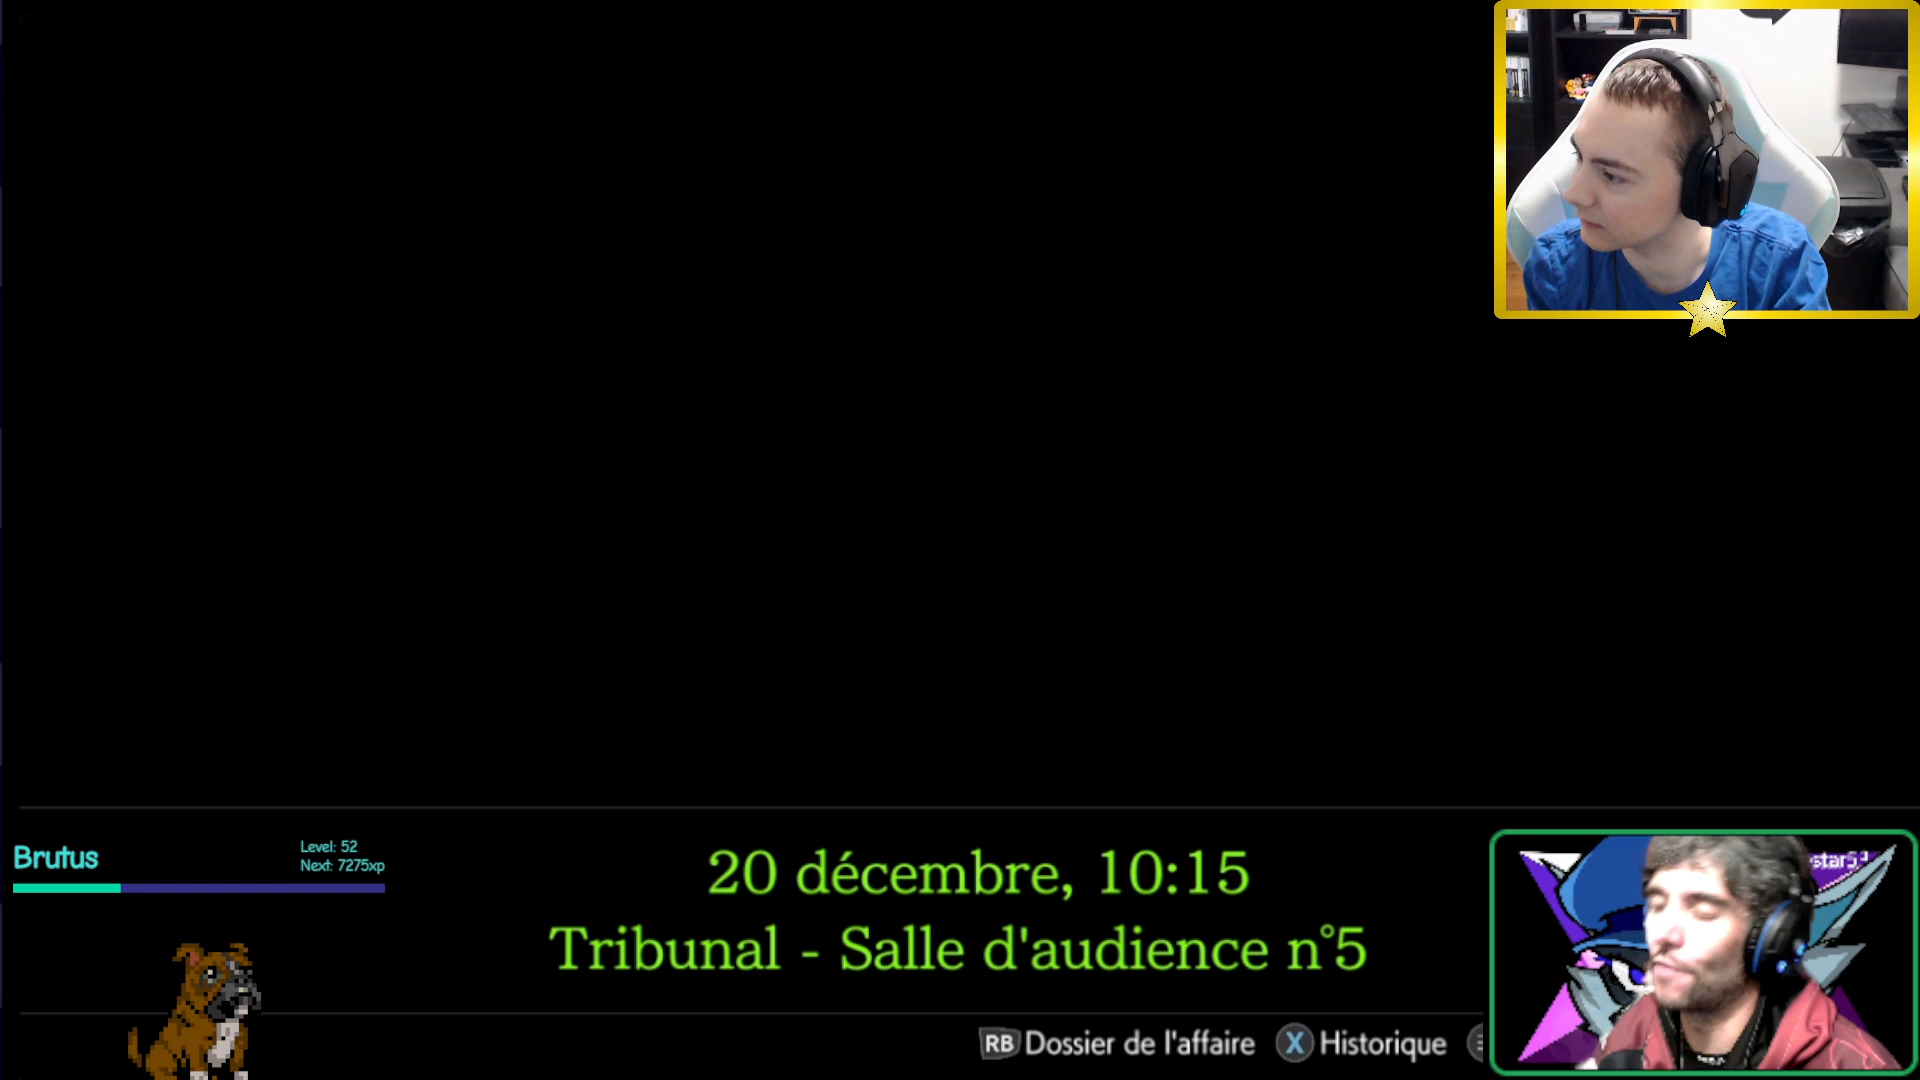 Brutus
Level: 52
Next: 7275xp
20 décembre, 10:15
Tribunal - Salle d'audience n°5
RB Dossier de l'affaire X Historique